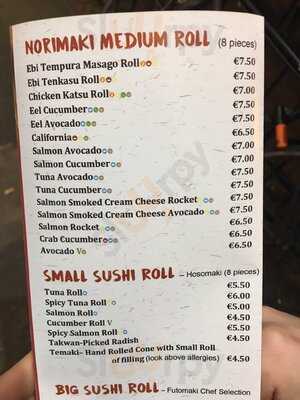 NORIMAKI MEDIUM ROLL (8 pieces)
Ebi Tempura Masago Roll €7.50
Ebi Tenkasu Roll €7.50
Chicken Katsu Roll €7.00
Eel Cucumber €7.50
Eel Avocado €7.50
California €6.50
Salmon Avocado €7.00
Salmon Cucumber €7.00
Tuna Avocado €7.50
Tuna Cucumber €7.50
Salmon Smoked Cream Cheese Rocket €7.50
Salmon Smoked Cream Cheese Avocado €7.50
Salmon Rocket €6.50
Crab Cucumber €6.50
Avocado V €6.50
SMALL SUSHI ROLL – Hosomaki (8 pieces)
Tuna Roll €5.50
Spicy Tuna Roll €6.00
Salmon Roll €5.00
Cucumber Roll V €4.50
Spicy Salmon Roll €5.50
Takwan-Picked Radish €4.50
Temaki- Hand Rolled Cone with Small Roll
of filling (look above allergies) €4.50
BIG SUSHI ROLL – Futomaki Chef Selection
Sluurpy